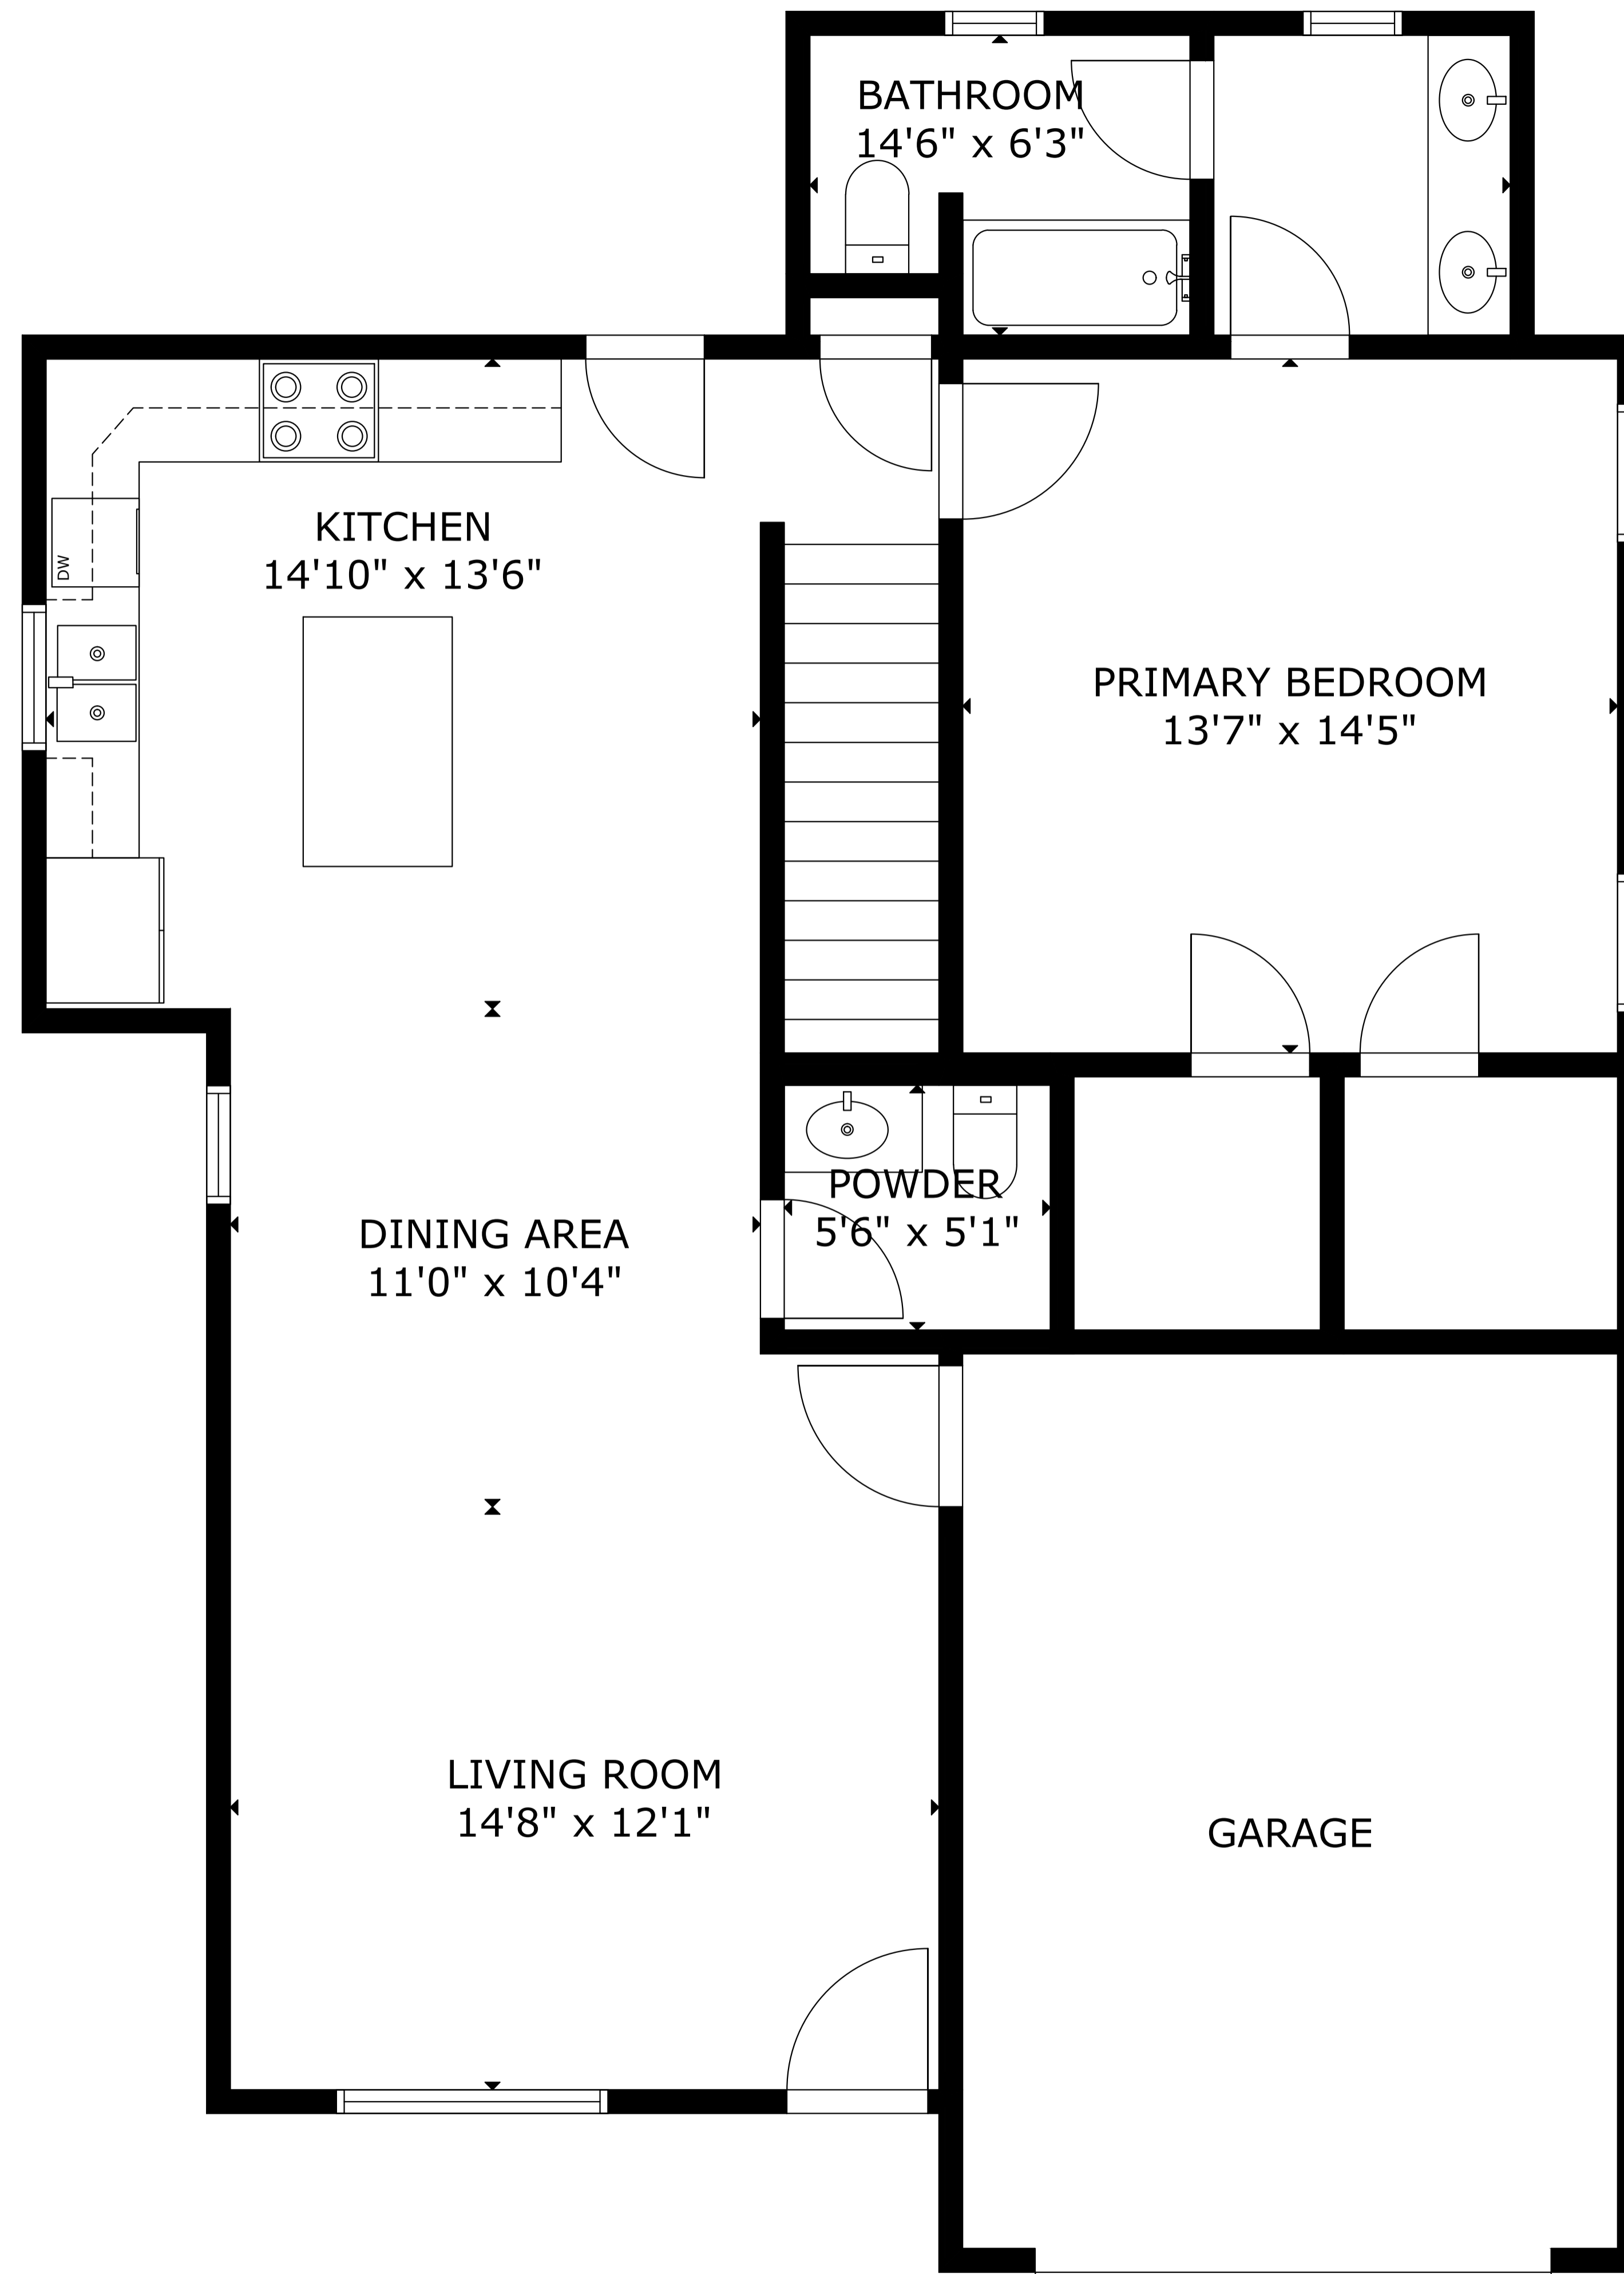 BATHROOM
14'6" x 6'3"
KITCHEN
14'10" x 13'6"
DW
PRIMARY BEDROOM
13'7" x 14'5"
POWDER
5'6" x 5'1"
DINING AREA
11'0" x 10'4"
LIVING ROOM
14'8" x 12'1"
GARAGE